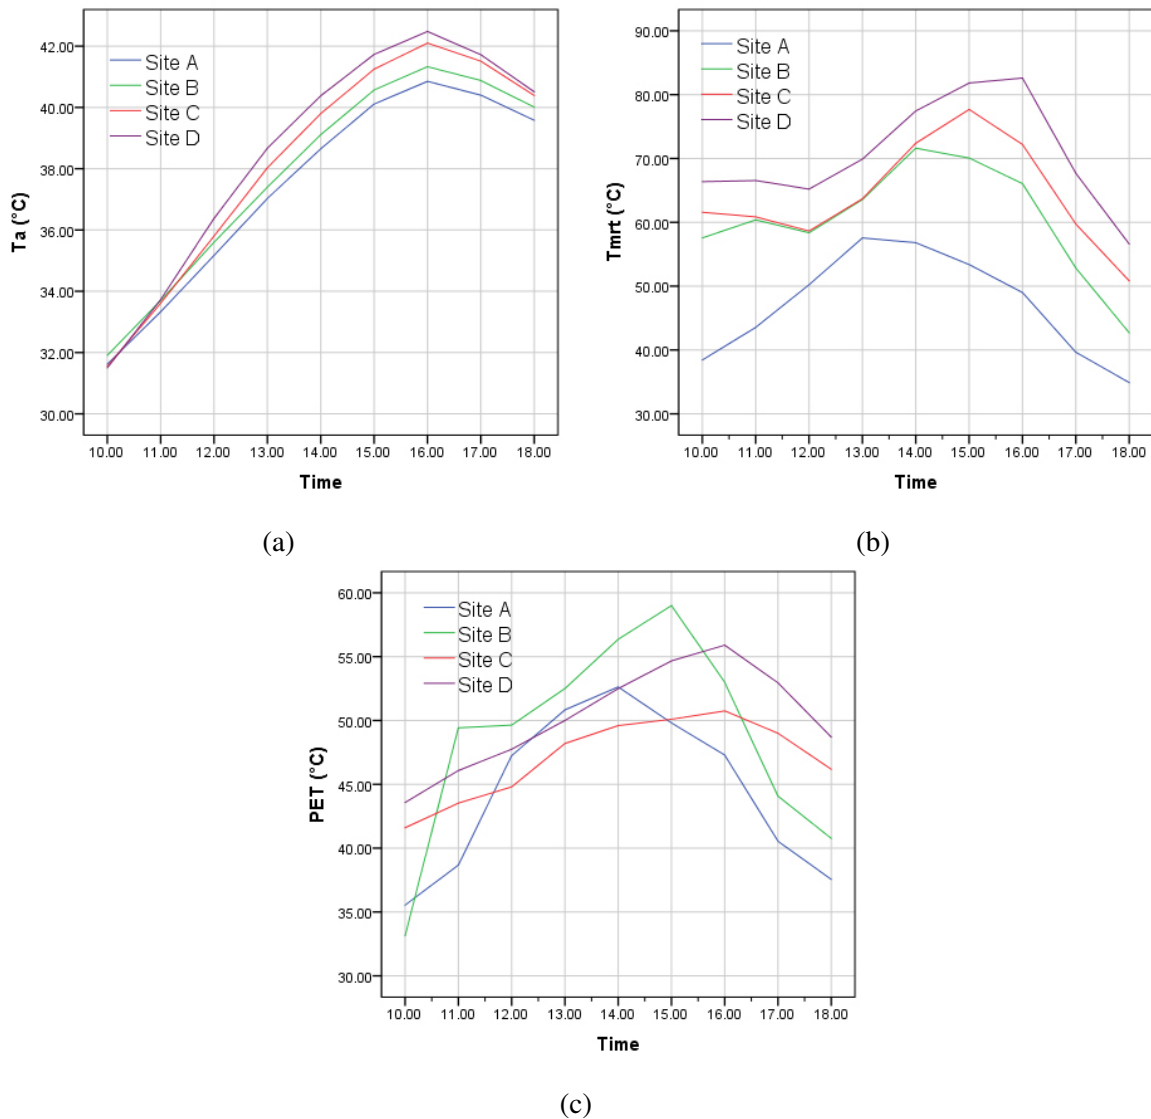 42.00
40.00
38.00
36.00
34.00
32.00
30.00
Ta (°C)
Site A
Site B
Site C
Site D
10.00 11.00 12.00 13.00 14.00 15.00 16.00 17.00 18.00
Time
(a)
90.00
80.00
70.00
60.00
50.00
40.00
30.00
Tmrt (°C)
Site A
Site B
Site C
Site D
10.00 11.00 12.00 13.00 14.00 15.00 16.00 17.00 18.00
Time
(b)
60.00
55.00
50.00
45.00
40.00
35.00
30.00
PET (°C)
Site A
Site B
Site C
Site D
10.00 11.00 12.00 13.00 14.00 15.00 16.00 17.00 18.00
Time
(c)